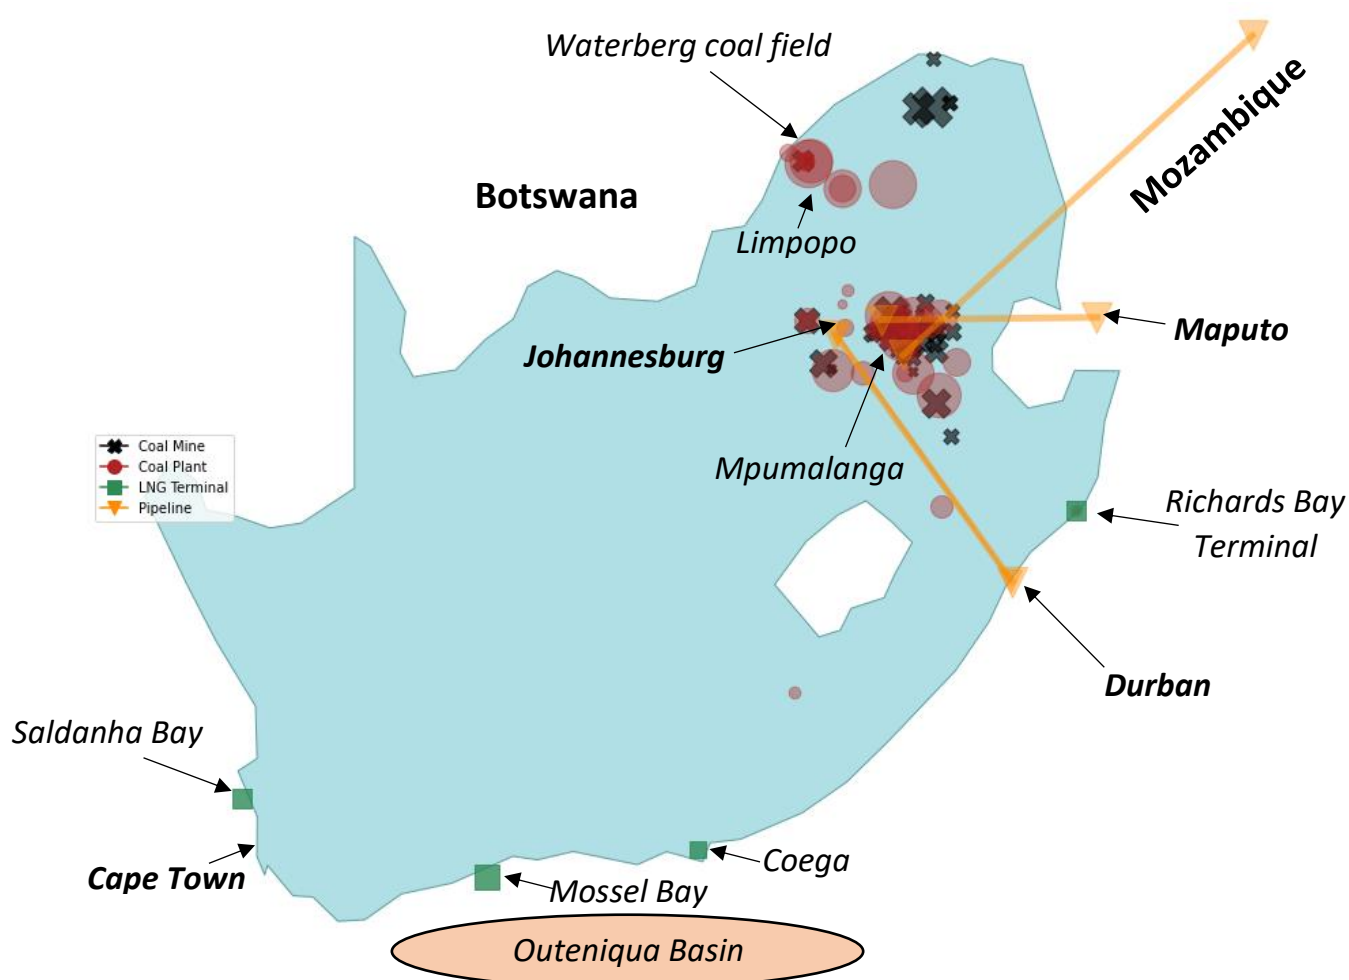 Waterberg coal field
Mozambique
Botswana
Limpopo
Maputo
Johannesburg
Coal Mine
Coal Plant
LNG Terminal
Pipeline
Mpumalanga
Richards Bay
Terminal
Durban
Saldanha Bay
Coega
Cape Town
Mossel Bay
Outeniqua Basin